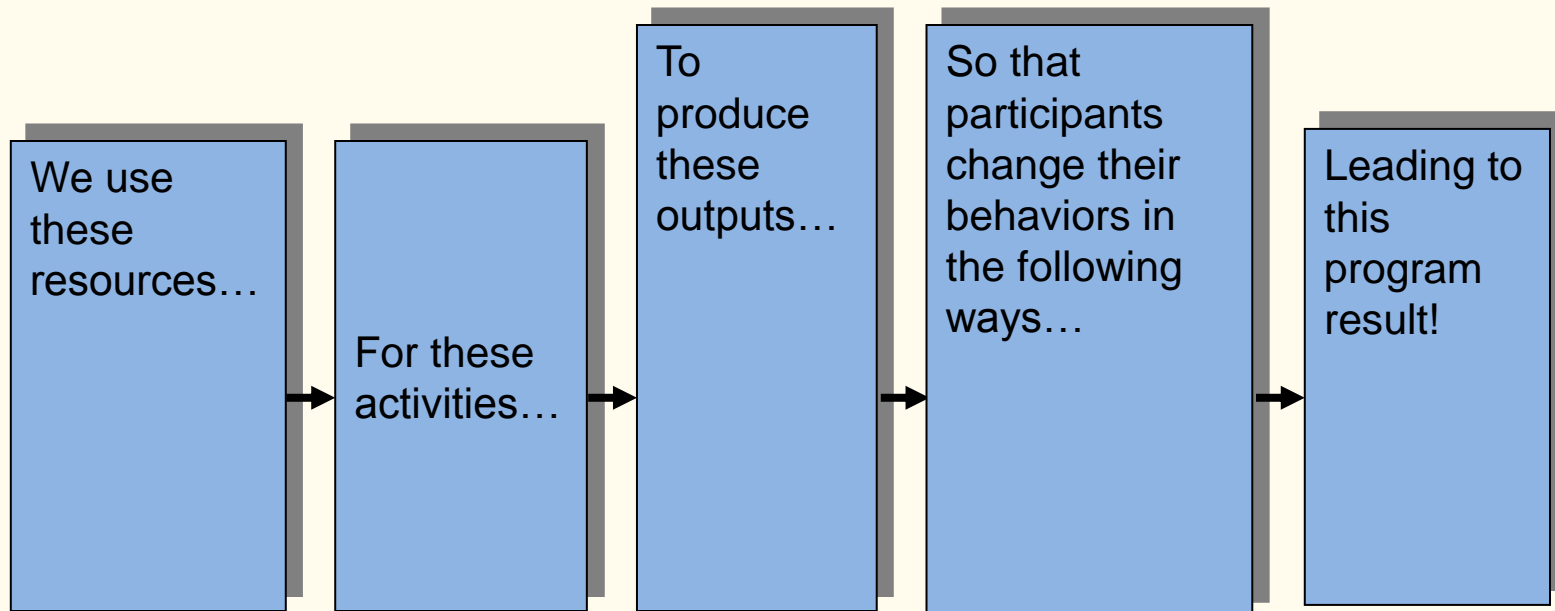 We use
these
resources…
For these
activities…
To
produce
these
outputs…
So that
participants
change their
behaviors in
the following
ways…
Leading to
this
program
result!